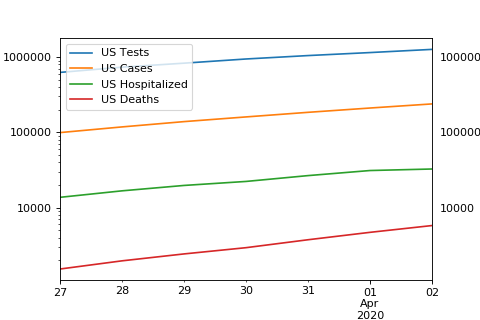 US Tests
US Cases
US Hospitalized
US Deaths
1000000 1000000
100000 100000
10000 10000
27 28 29 30 31 01 02
Apr
2020